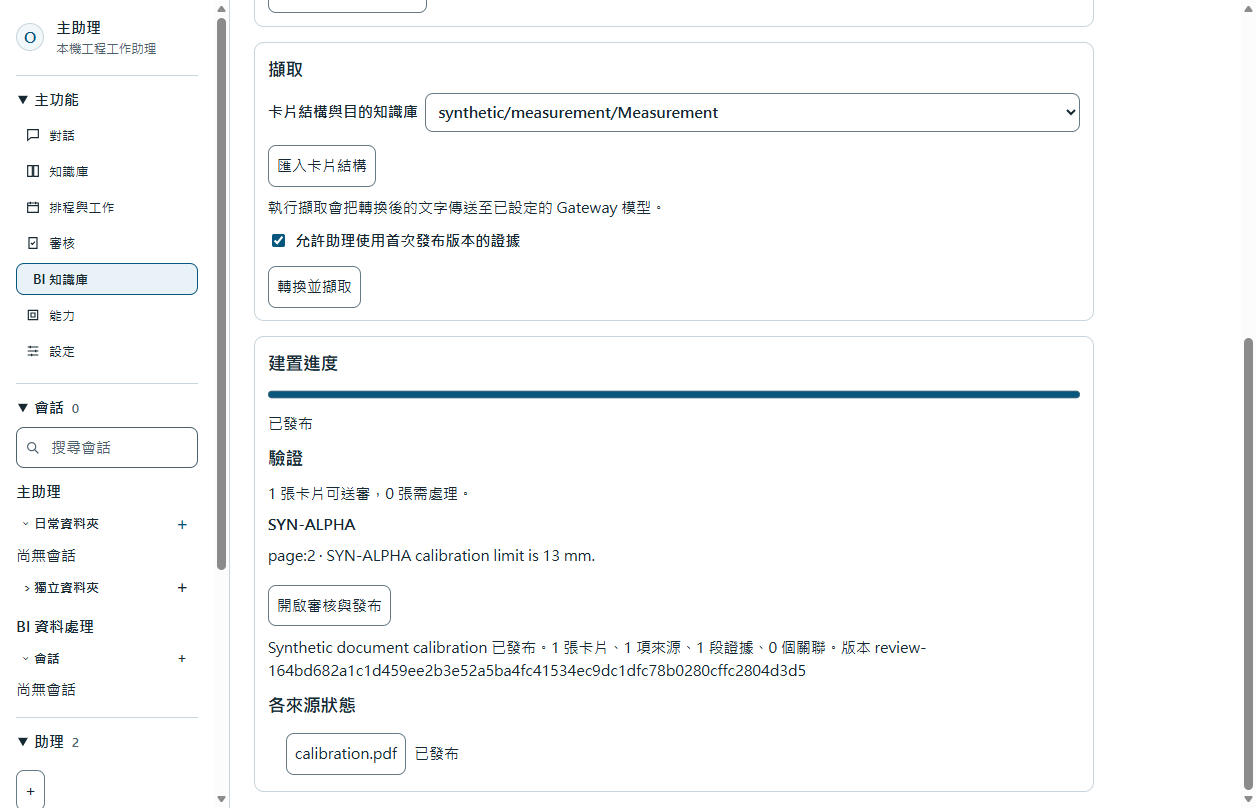 O
主助理
本機工程工作助理
▼ 主功能
對話
知識庫
排程與工作
審核
BI 知識庫
能力
設定
▼ 會話 0
搜尋會話
主助理
日常資料夾 +
尚無會話
獨立資料夾 +
BI 資料處理
會話 +
尚無會話
▼ 助理 2
+
擷取
卡片結構與目的知識庫 synthetic/measurement/Measurement
匯入卡片結構
執行擷取會把轉換後的文字傳送至已設定的 Gateway 模型。
允許助理使用首次發布版本的證據
轉換並擷取
建置進度
已發布
驗證
1 張卡片可送審，0 張需處理。
SYN-ALPHA
page:2 · SYN-ALPHA calibration limit is 13 mm.
開啟審核與發布
Synthetic document calibration 已發布。1 張卡片、1 項來源、1 段證據、0 個關聯。版本 review-
164bd682a1c1d459ee2b3e52a5ba4fc41534ec9dc1dfc78b0280cffc2804d3d5
各來源狀態
calibration.pdf 已發布